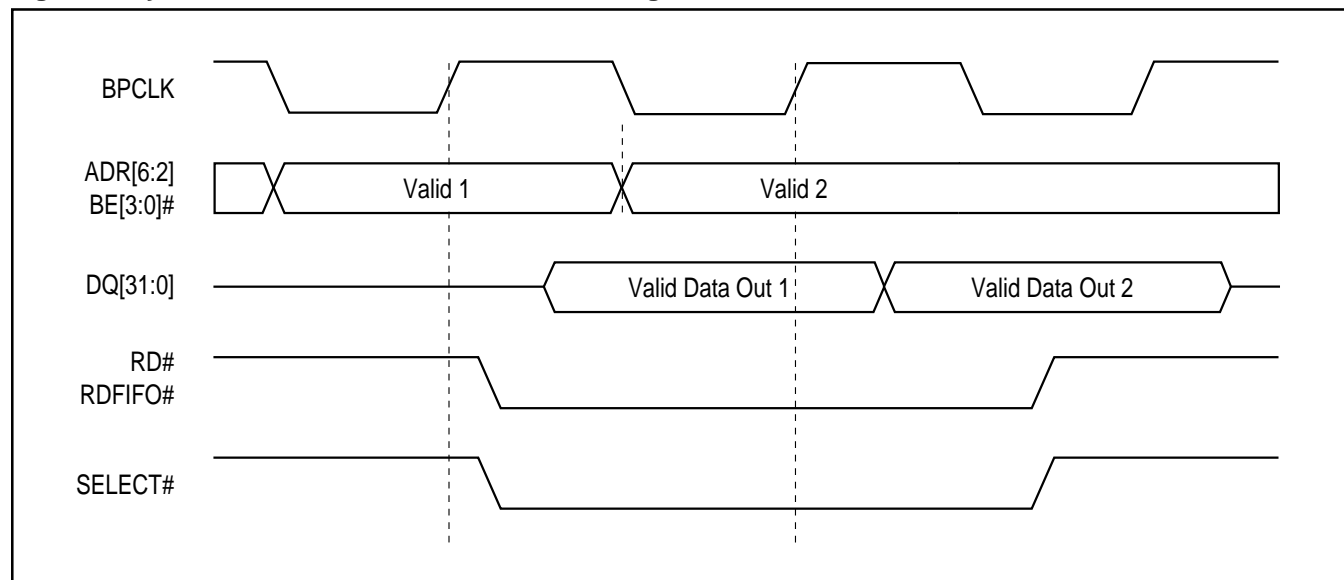 BPCLK
ADR[6:2]
BE[3:0]#
Valid 1
Valid 2
DQ[31:0]
Valid Data Out 1
Valid Data Out 2
RD#
RDFIFO#
SELECT#